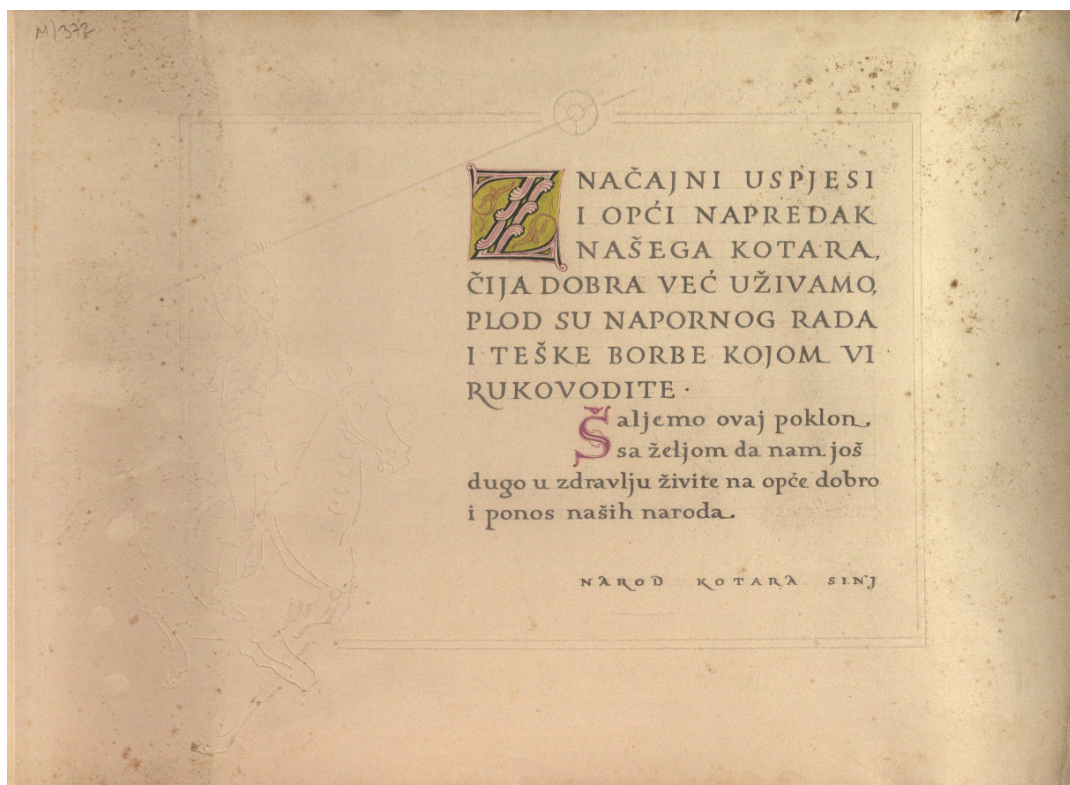 M/372
ZNAČAJNI USPJESI
I OPĆI NAPREDAK
NAŠEGA KOTARA,
ČIJA DOBRA VEĆ UŽIVAMO,
PLOD SU NAPORNOG RADA
I TEŠKE BORBE KOJOM VI
RUKOVODITE ·
Šaljemo ovaj poklon,
sa željom da nam još
dugo u zdravlju živite na opće dobro
i ponos naših naroda.
NAROD KOTARA SINJ